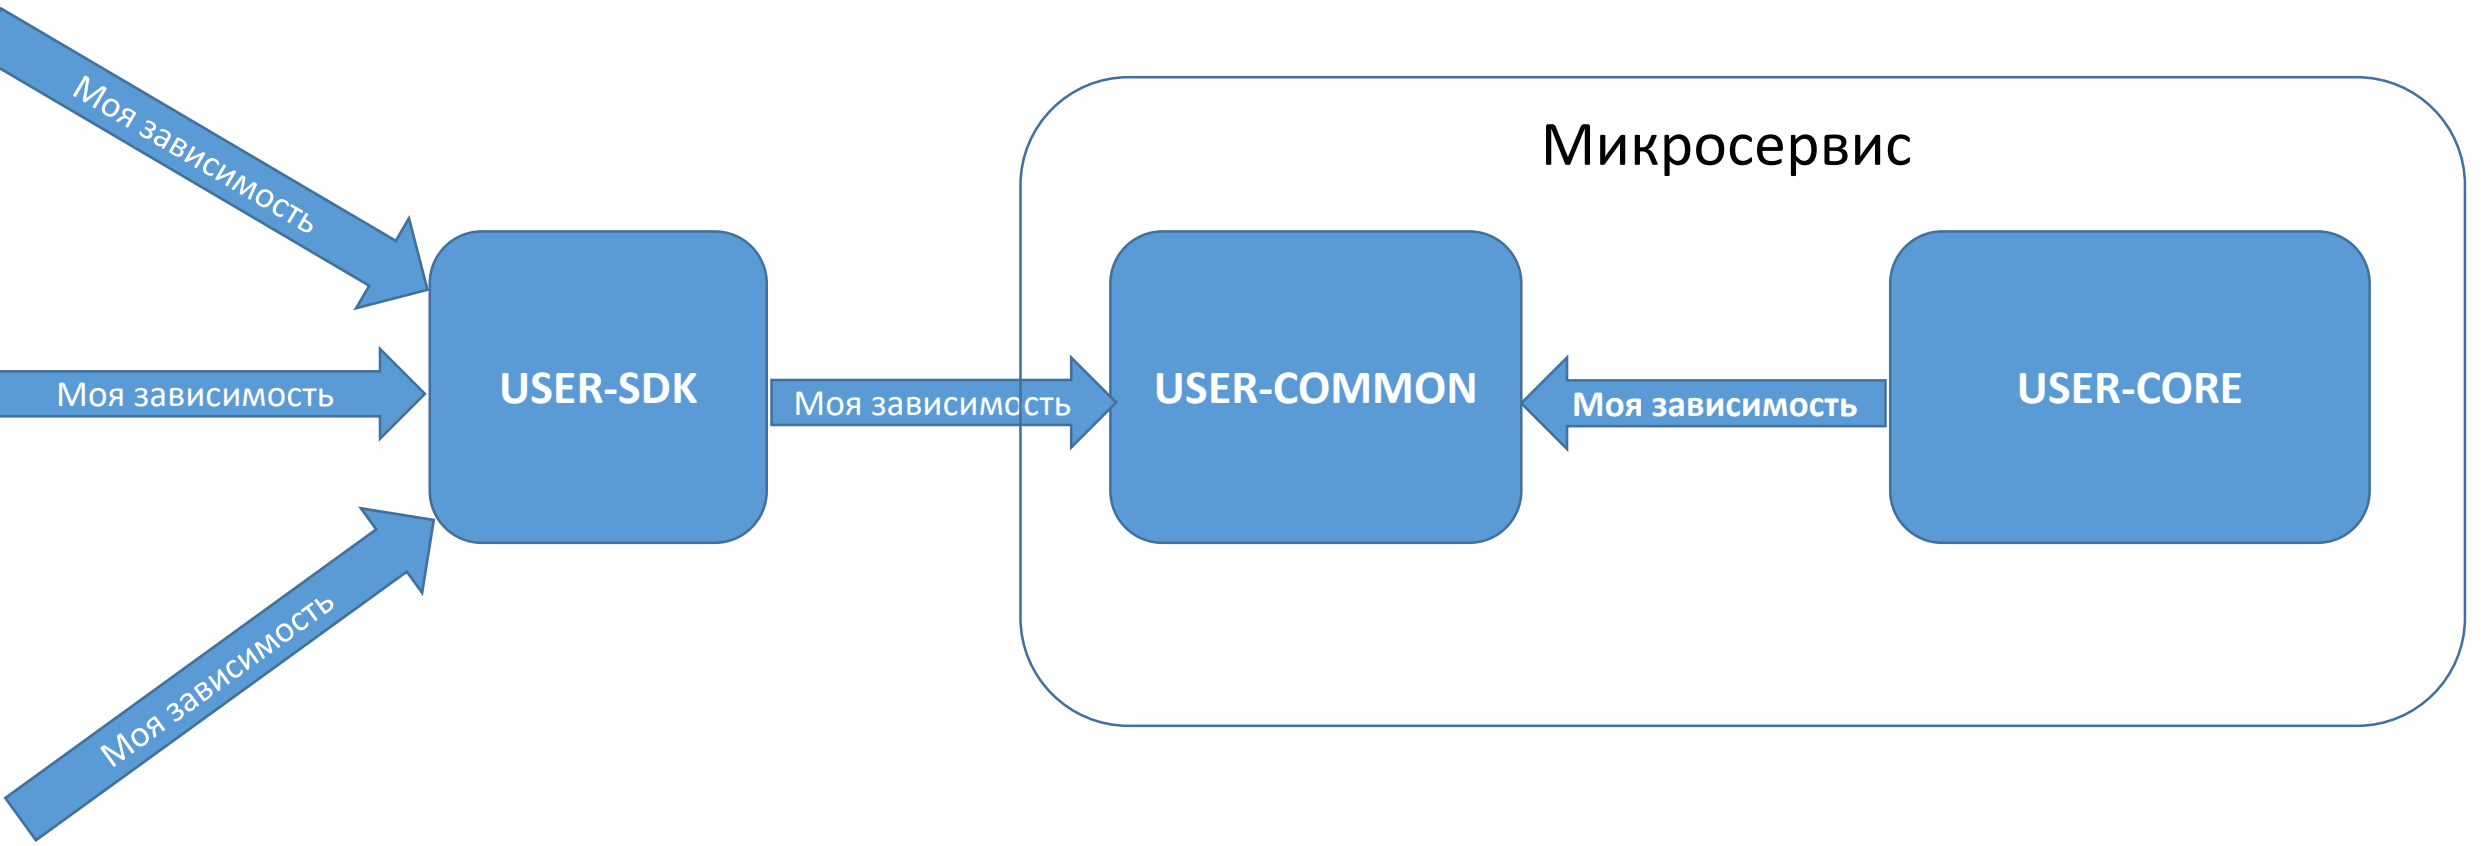 Моя зависимость
Микросервис
Моя зависимость
USER-SDK
Моя зависимость
USER-COMMON
Моя зависимость
USER-CORE
Моя зависимость